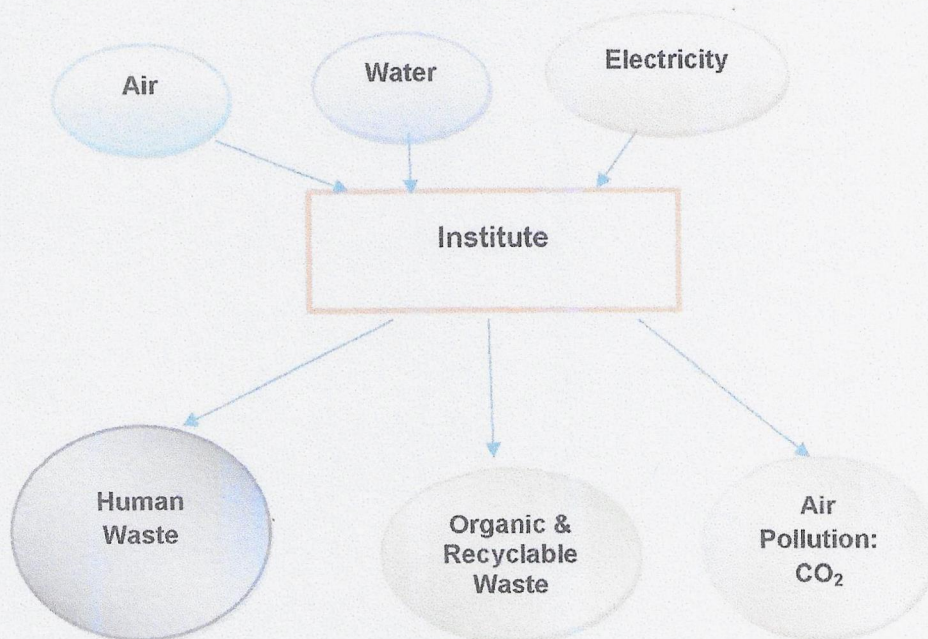 Air
Water
Electricity
Institute
Human
Waste
Organic &
Recyclable
Waste
Air
Pollution:
CO₂